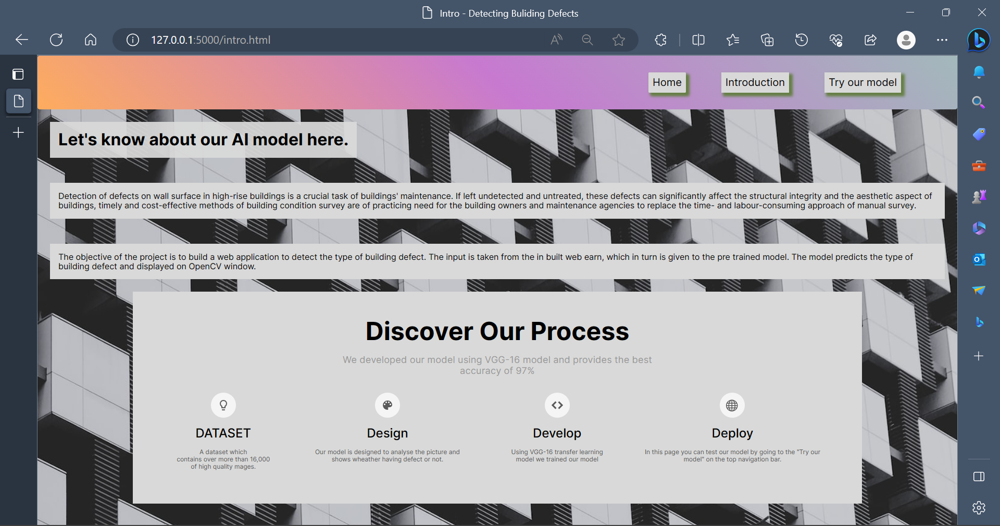 Intro - Detecting Buliding Defects
127.0.0.1:5000/intro.html
Home
Introduction
Try our model
Let's know about our AI model here.
Detection of defects on wall surface in high-rise buildings is a crucial task of buildings' maintenance. If left undetected and untreated, these defects can significantly affect the structural integrity and the aesthetic aspect of
buildings, timely and cost-effective methods of building condition survey are of practicing need for the building owners and maintenance agencies to replace the time- and labour-consuming approach of manual survey.
The objective of the project is to build a web application to detect the type of building defect. The input is taken from the in built web earn, which in turn is given to the pre trained model. The model predicts the type of
building defect and displayed on OpenCV window.
Discover Our Process
We developed our model using VGG-16 model and provides the best
accuracy of 97%
DATASET
A dataset which
contains over more than 16,000
of high quality mages.
Design
Our model is designed to analyse the picture and
shows wheather having defect or not.
Develop
Using VGG-16 transfer learning
model we trained our model
Deploy
In this page you can test our model by going to the "Try our
model" on the top navigation bar.